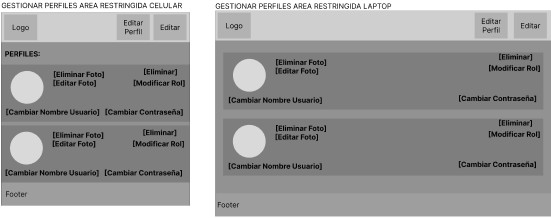 GESTIONAR PERFILES AREA RESTRINGIDA CELULAR
Logo
Editar
Perfil
Editar
PERFILES:
[Eliminar Foto]
[Editar Foto]
[Eliminar]
[Modificar Rol]
[Cambiar Nombre Usuario] [Cambiar Contraseña]
[Eliminar Foto]
[Editar Foto]
[Eliminar]
[Modificar Rol]
[Cambiar Nombre Usuario] [Cambiar Contraseña]
Footer
GESTIONAR PERFILES AREA RESTRINGIDA LAPTOP
Logo
Editar
Perfil
Editar
[Eliminar Foto]
[Editar Foto]
[Eliminar]
[Modificar Rol]
[Cambiar Nombre Usuario]
[Cambiar Contraseña]
[Eliminar Foto]
[Editar Foto]
[Eliminar]
[Modificar Rol]
[Cambiar Nombre Usuario]
[Cambiar Contraseña]
Footer